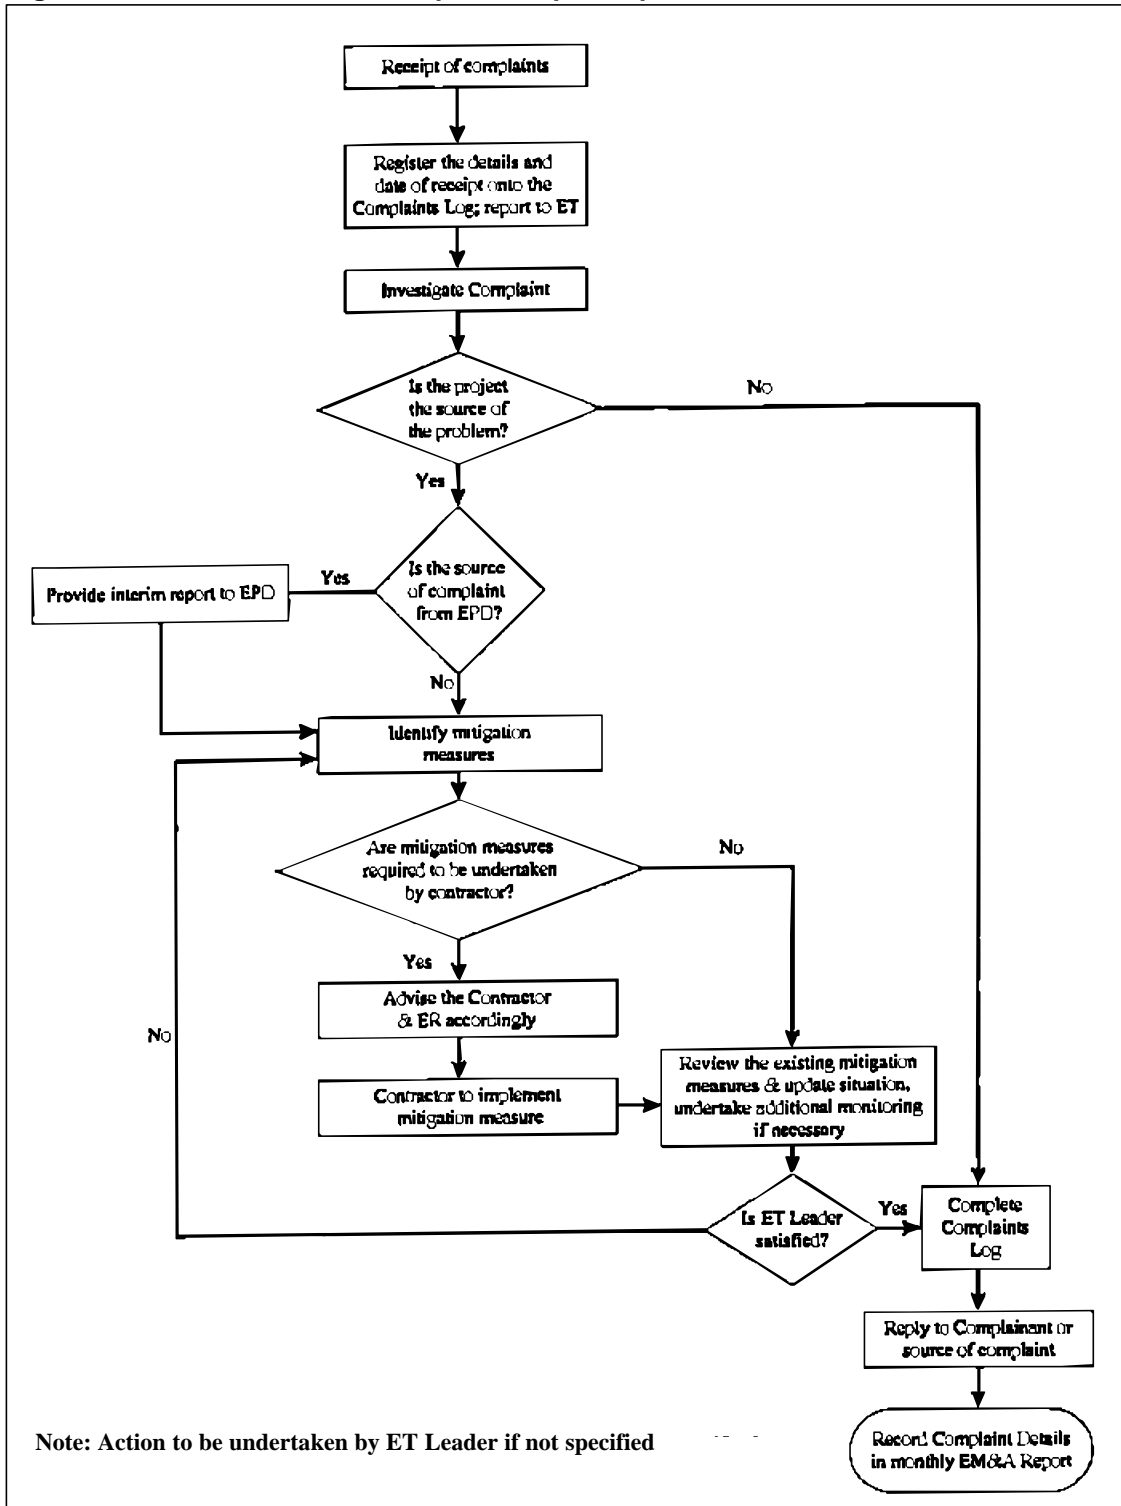 Receipt of complaints
Register the details and
date of receipt onto the
Complaints Log; report to ET
Investigate Complaint
Is the project
the source of
the problem?
No
Yes
Is the source
of complaint
from EPD?
Yes
Provide interim report to EPD
No
Identify mitigation
measures
Are mitigation measures
required to be undertaken
by contractor?
No
Yes
Advise the Contractor
& ER accordingly
No
Contractor to implement
mitigation measure
Review the existing mitigation
measures & update situation,
undertake additional monitoring
if necessary
Is ET Leader
satisfied?
Yes
Complete
Complaints
Log
Reply to Complainant or
source of complaint
Record Complaint Details
in monthly EM&A Report
Note: Action to be undertaken by ET Leader if not specified